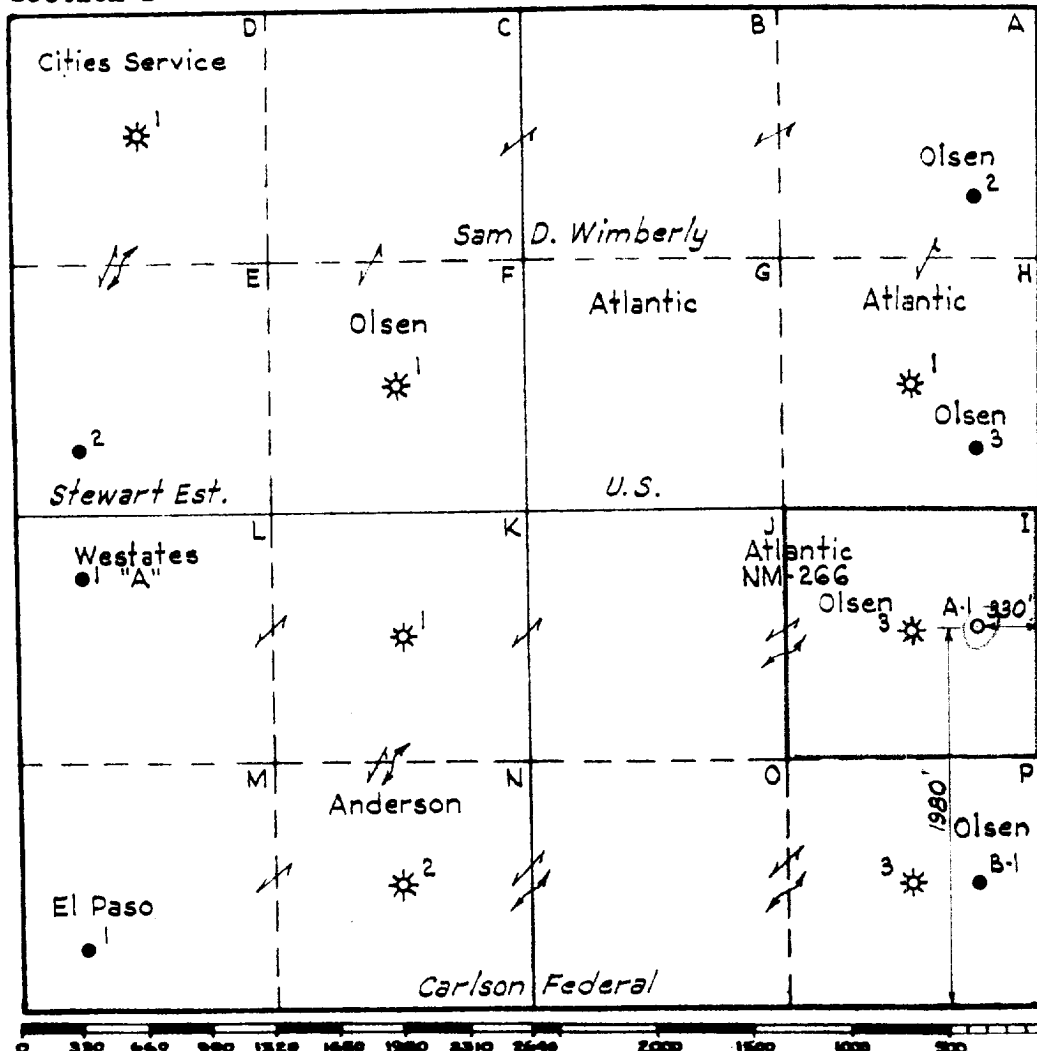 D C B A
Cities Service
1
Olsen
2
Sam D. Wimberly
E F G H
Atlantic Atlantic
Olsen
1
1
Olsen
3
2
Stewart Est. U.S.
L K J I
Westates
1 "A"
Atlantic
NM-266
Olsen A-1 330'
1 3
M N O P
Anderson
1980'
Olsen
2 3 B-1
El Paso
1
Carlson Federal
0 330 660 990 1320 1650 1980 2310 2640 2000 1500 1000 500